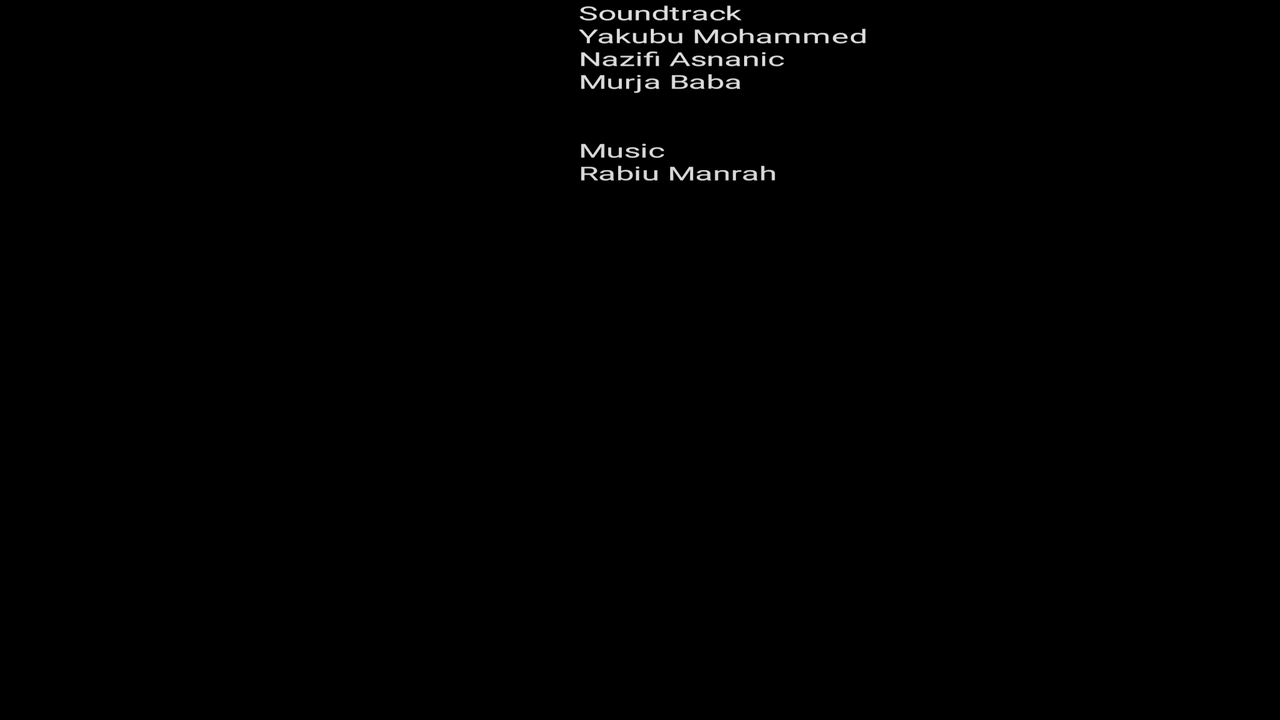 Soundtrack
Yakubu Mohammed
Nazifi Asnanic
Murja Baba
Music
Rabiu Manrah